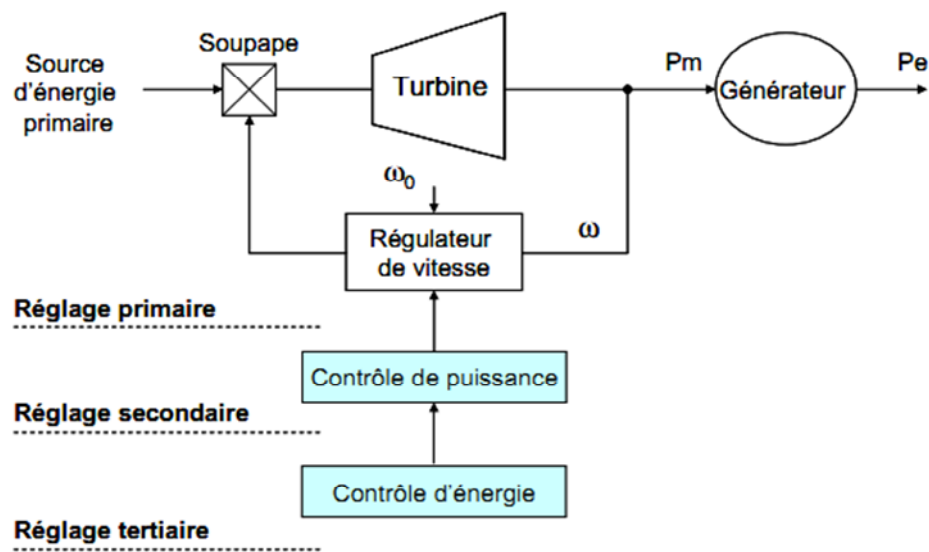 Soupape
Source
d'énergie
primaire
Turbine
Pm
Générateur
Pe
ω₀
Régulateur
de vitesse
ω
Réglage primaire
Contrôle de puissance
Réglage secondaire
Contrôle d'énergie
Réglage tertiaire